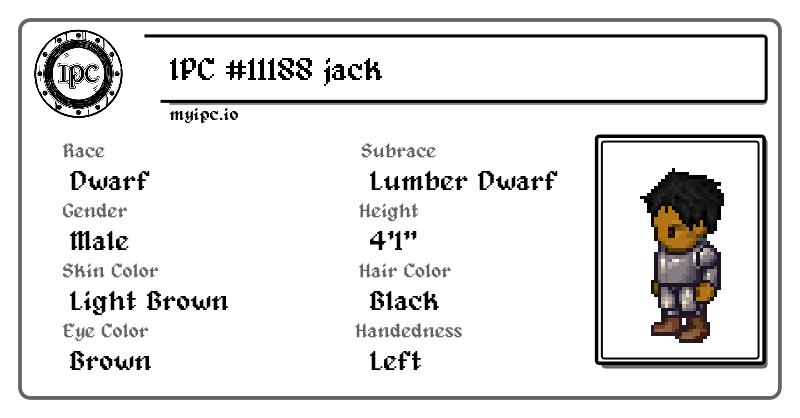 IPC
IPC #11188 jack
myipc.io
Race
Subrace
Dwarf
Lumber Dwarf
Gender
Height
Male
4'1"
Skin Color
Hair Color
Light Brown
Black
Eye Color
Handedness
Brown
Left